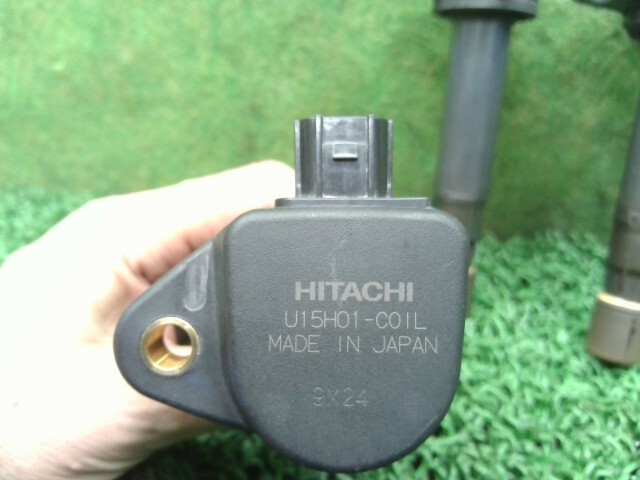 HITACHI
U15H01-COIL
MADE IN JAPAN
9X24